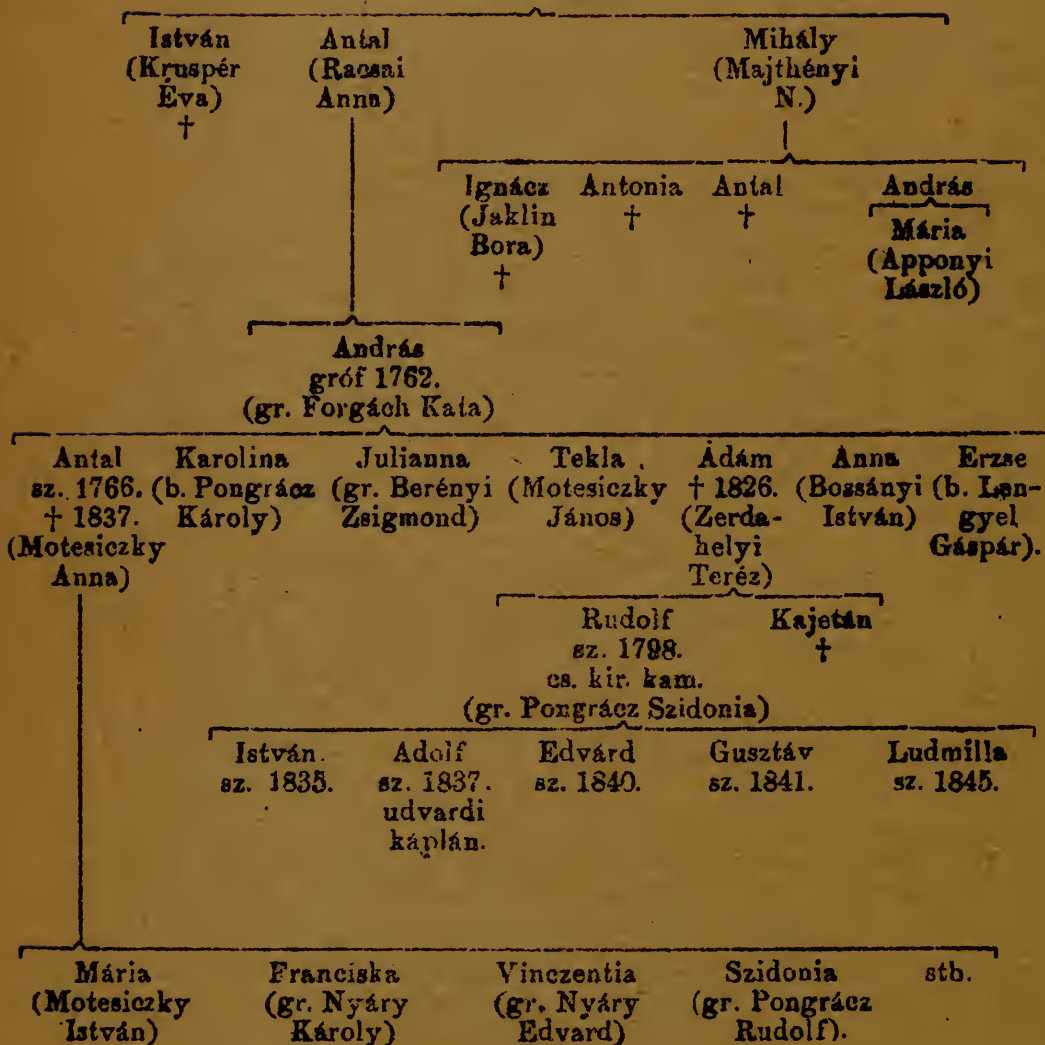 István
(Kruspér
Éva)
†
Antal
(Racsai
Anna)
Mihály
(Majthényi
N.)
Ignácz
(Jaklin
Bora)
†
Antonia
†
Antal
†
András
Mária
(Apponyi
László)
András
gróf 1762.
(gr. Forgách Kata)
Antal
sz. 1766.
† 1837.
(Motesiczky
Anna)
Karolina
(b. Pongrácz
Károly)
Julianna
(gr. Berényi
Zsigmond)
Tekla
(Motesiczky
János)
Ádám
† 1826.
(Zerda-
helyi
Teréz)
Anna
(Bossányi
István)
Erzse
(b. Len-
gyel
Gáspár).
Rudolf
sz. 1798.
cs. kir. kam.
(gr. Pongrácz Szidonia)
Kajetán
†
István.
sz. 1835.
Adolf
sz. 1837.
udvardi
káplán.
Edvárd
sz. 1840.
Gusztáv
sz. 1841.
Ludmilla
sz. 1845.
Mária
(Motesiczky
István)
Franciska
(gr. Nyáry
Károly)
Vinczentia
(gr. Nyáry
Edvard)
Szidonia
(gr. Pongrácz
Rudolf).
stb.